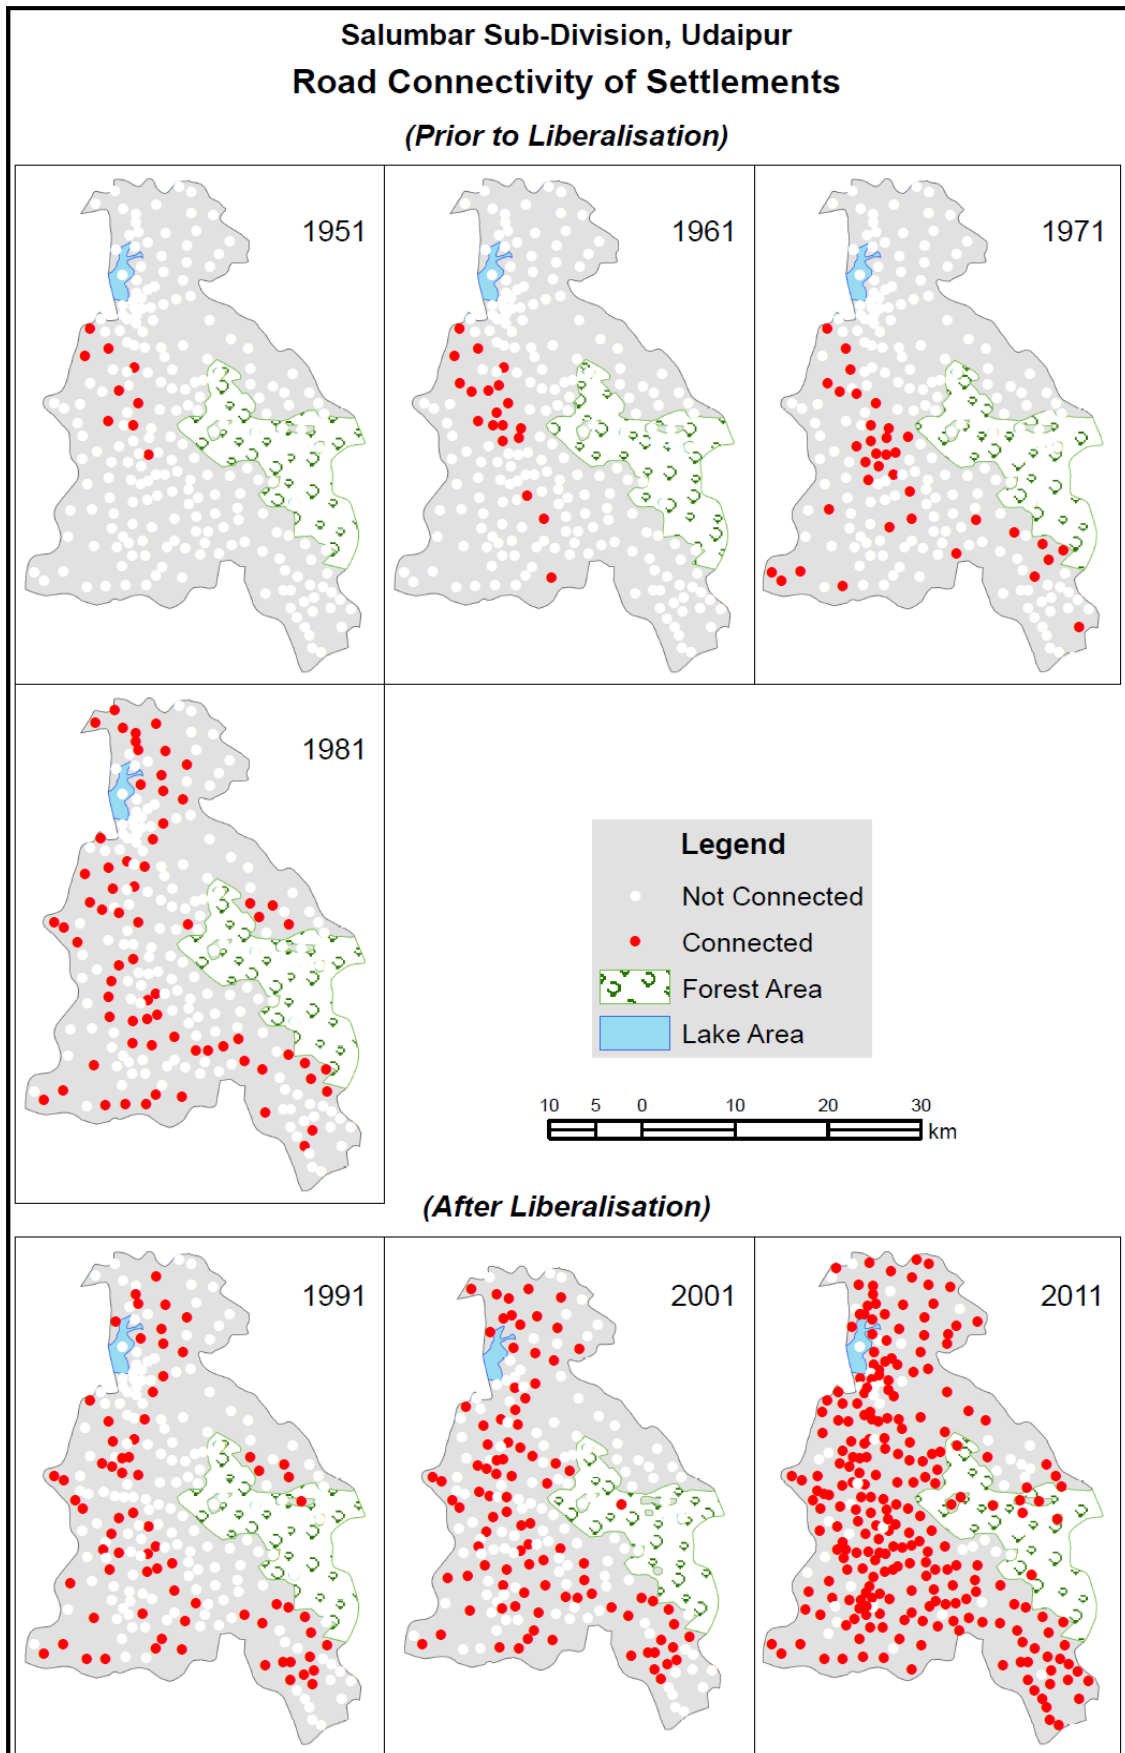 Salumbar Sub-Division, Udaipur
Road Connectivity of Settlements
(Prior to Liberalisation)
1951
1961
1971
1981
Legend
Not Connected
Connected
Forest Area
Lake Area
10 5 0 10 20 30
km
(After Liberalisation)
1991
2001
2011